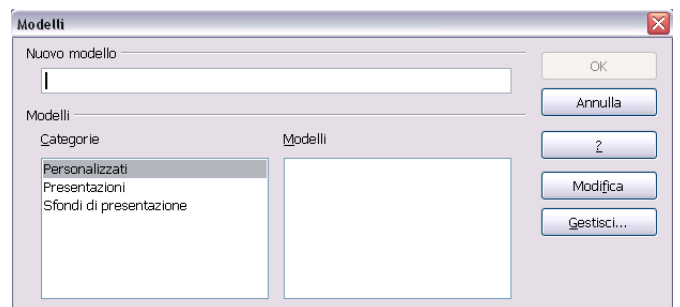 Modelli
Nuovo modello
OK
Annulla
Modelli
Categorie
Modelli
?
Personalizzati
Presentazioni
Sfondi di presentazione
Modifica
Gestisci...